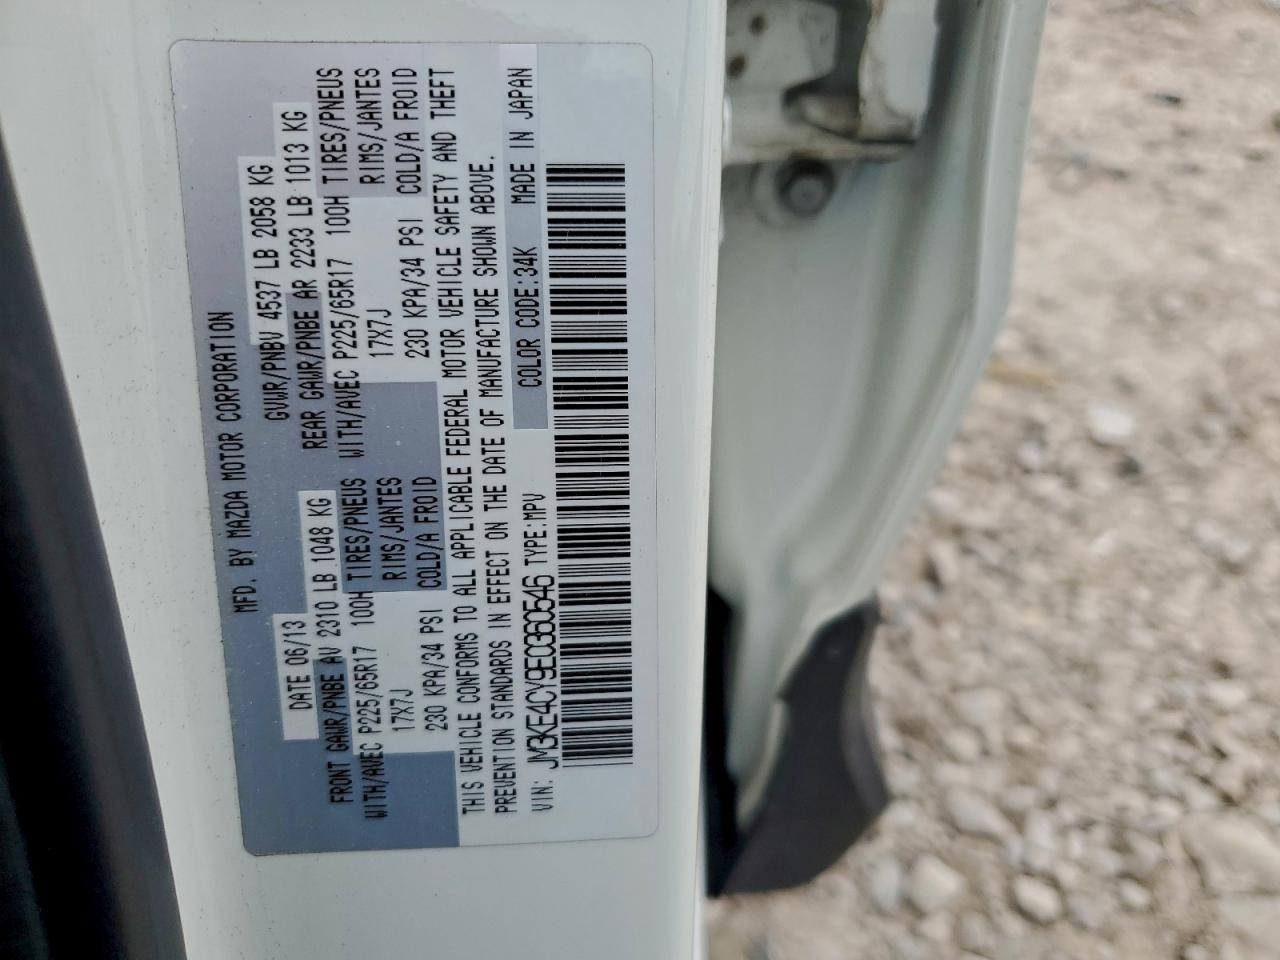 MFD. BY MAZDA MOTOR CORPORATION
DATE 06/13 GVWR/PNBV 4537 LB 2058 KG
FRONT GAWR/PNBE AV 2310 LB 1048 KG REAR GAWR/PNBE AR 2233 LB 1013 KG
WITH/AVEC P225/65R17 100H TIRES/PNEUS WITH/AVEC P225/65R17 100H TIRES/PNEUS
17X7J RIMS/JANTES 17X7J RIMS/JANTES
230 KPA/34 PSI COLD/A FROID 230 KPA/34 PSI COLD/A FROID
THIS VEHICLE CONFORMS TO ALL APPLICABLE FEDERAL MOTOR VEHICLE SAFETY AND THEFT
PREVENTION STANDARDS IN EFFECT ON THE DATE OF MANUFACTURE SHOWN ABOVE.
VIN: JM3KE4CY9E0360546 TYPE:MPV COLOR CODE:34K MADE IN JAPAN